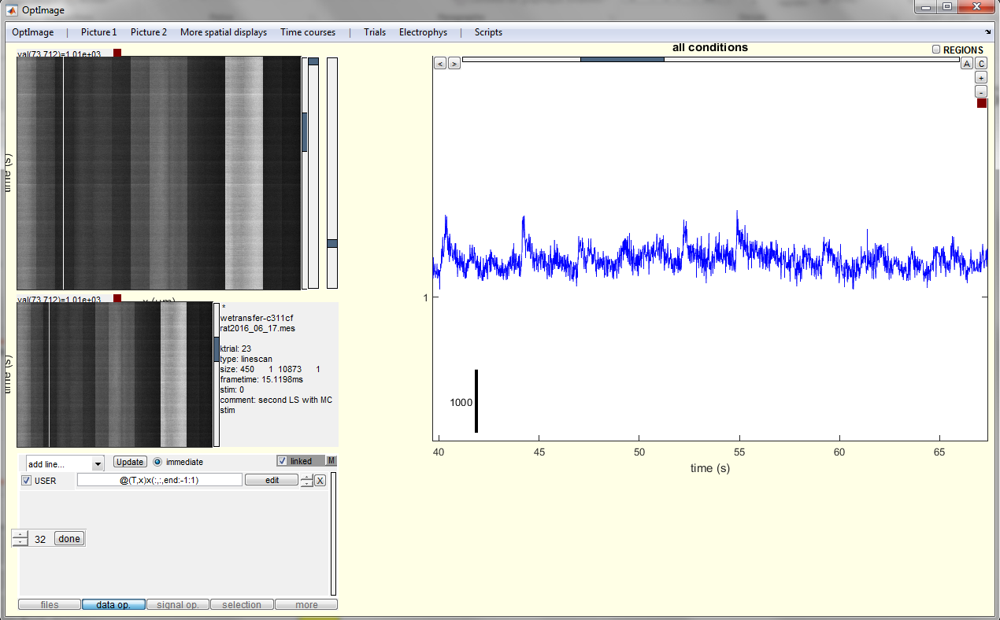 OptImage
OptImage | Picture 1 Picture 2 More spatial displays Time courses | Trials Electrophys | Scripts
val(73,712)=1.01e+03
time (s)
x (µm)
val(73,712)=1.01e+03
time (s)
*
wetransfer-c311cf
rat2016_06_17.mes
ktrial: 23
type: linescan
size: 450 1 10873 1
frametime: 15.1198ms
stim: 0
comment: second LS with MC
stim
add line... Update immediate linked M
USER @(T,x)x(:,:,end:-1:1) edit X
32 done
files data op. signal op. selection more
all conditions
REGIONS
< > A C
+
-
1
1000
40 45 50 55 60 65
time (s)